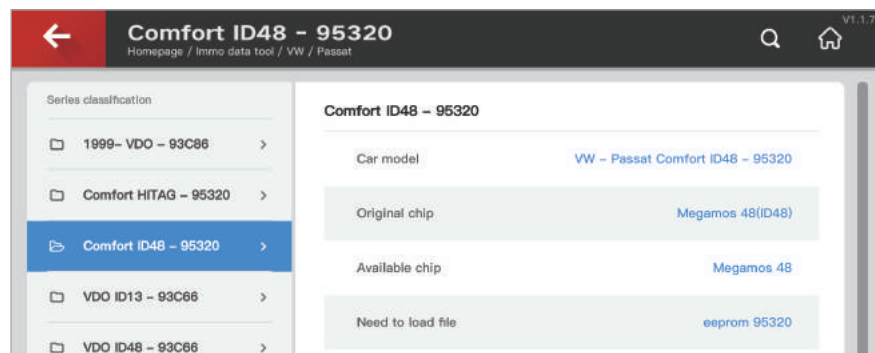 Comfort ID48 - 95320
V1.1.7
Homepage / Immo data tool / VW / Passat
Series classification
1999– VDO – 93C86
Comfort HITAG – 95320
Comfort ID48 – 95320
VDO ID13 – 93C66
VDO ID48 – 93C66
Comfort ID48 – 95320
Car model
VW – Passat Comfort ID48 – 95320
Original chip
Megamos 48(ID48)
Available chip
Megamos 48
Need to load file
eeprom 95320